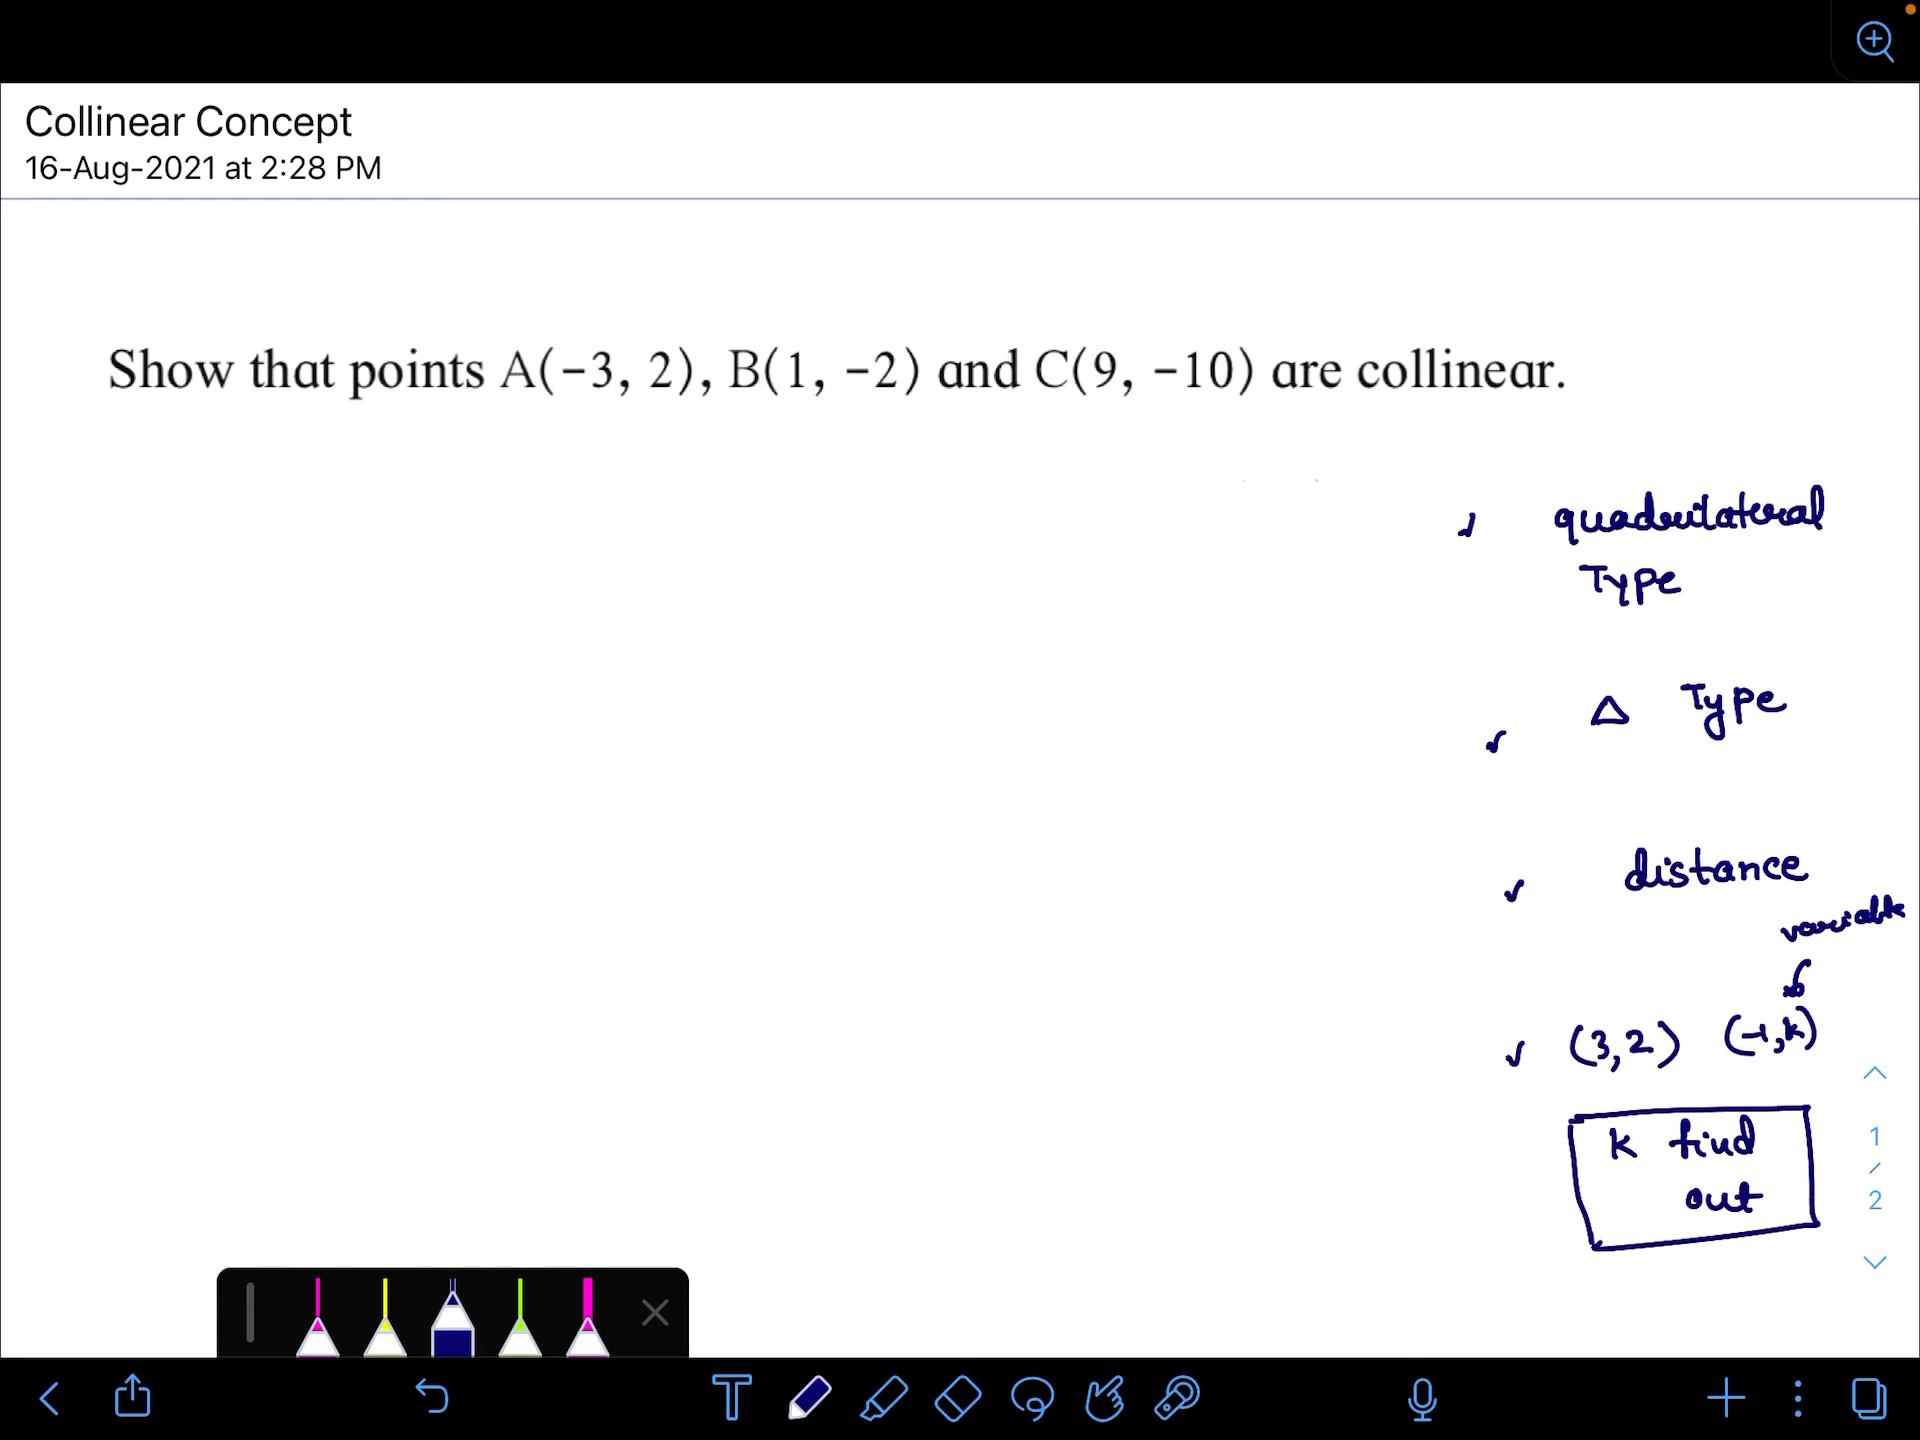 Collinear Concept
16-Aug-2021 at 2:28 PM
Show that points A(−3, 2), B(1, −2) and C(9, −10) are collinear.
✓ quadrilateral
Type
✓ △ Type
✓ distance
variable
✓ (3,2) (-1,k)
k find
out
1
/
2
T